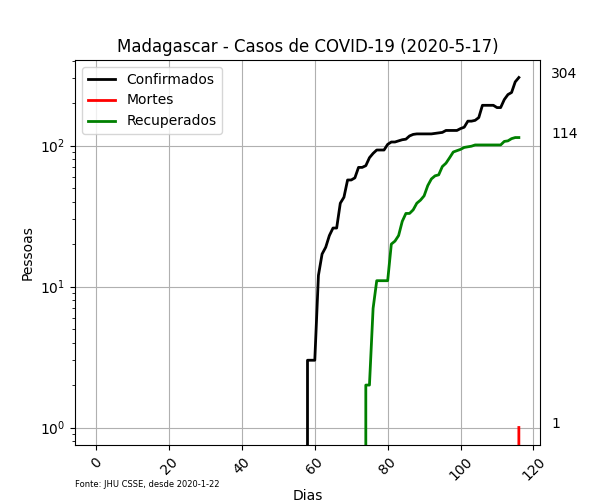 Madagascar - Casos de COVID-19 (2020-5-17)
Confirmados
Mortes
Recuperados
304
114
1
10²
10¹
10⁰
Pessoas
0 20 40 60 80 100 120
Dias
Fonte: JHU CSSE, desde 2020-1-22